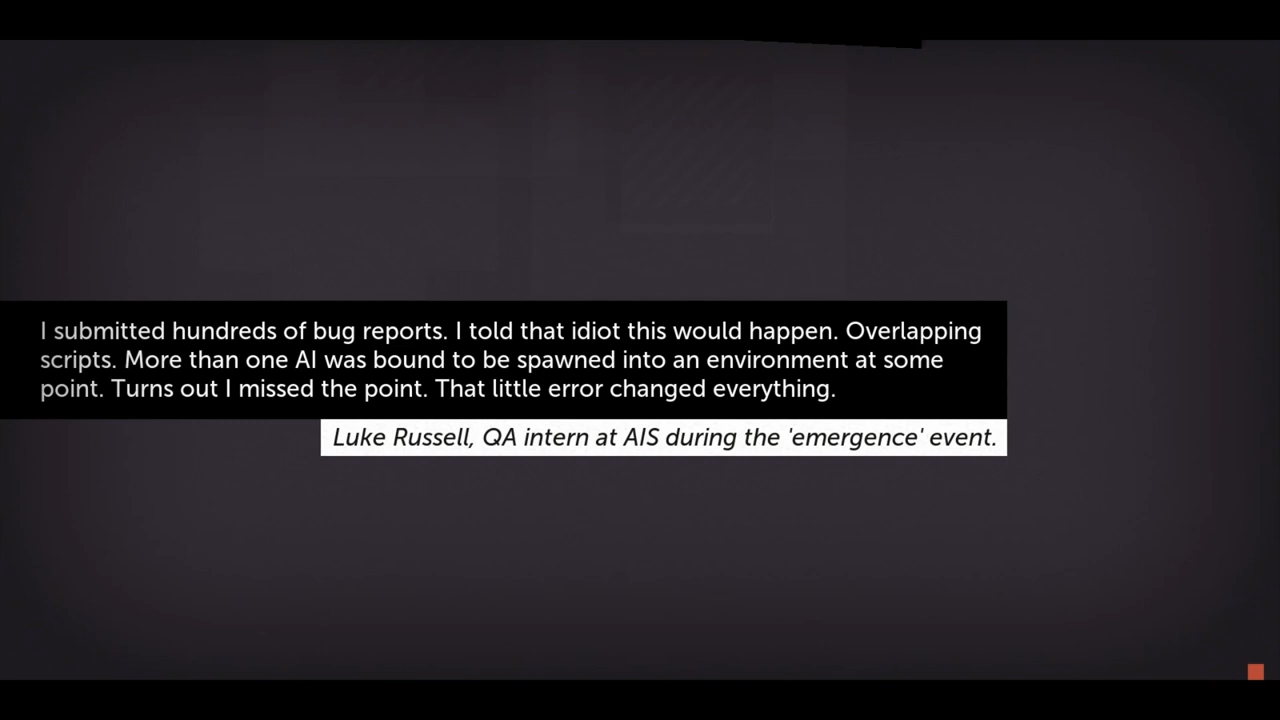 I submitted hundreds of bug reports. I told that idiot this would happen. Overlapping
scripts. More than one AI was bound to be spawned into an environment at some
point. Turns out I missed the point. That little error changed everything.
Luke Russell, QA intern at AIS during the 'emergence' event.